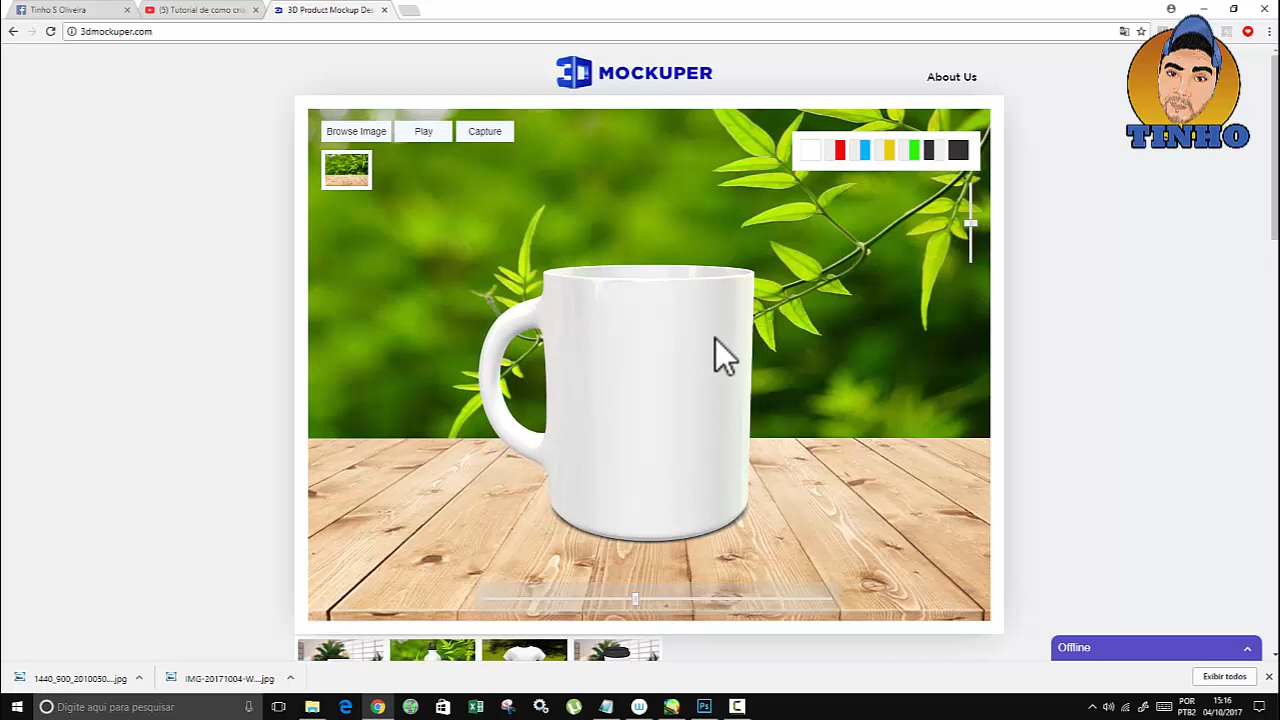 Tinho S Oliveira
(5) Tutorial de como cria
3D Product Mockup Des
3dmockuper.com
3D MOCKUPER
About Us
TINHO
Browse Image
Play
Capture
Offline
1440_900_2010050....jpg
IMG-20171004-W....jpg
Exibir todos
Digite aqui para pesquisar
POR
PTB2
15:16
04/10/2017